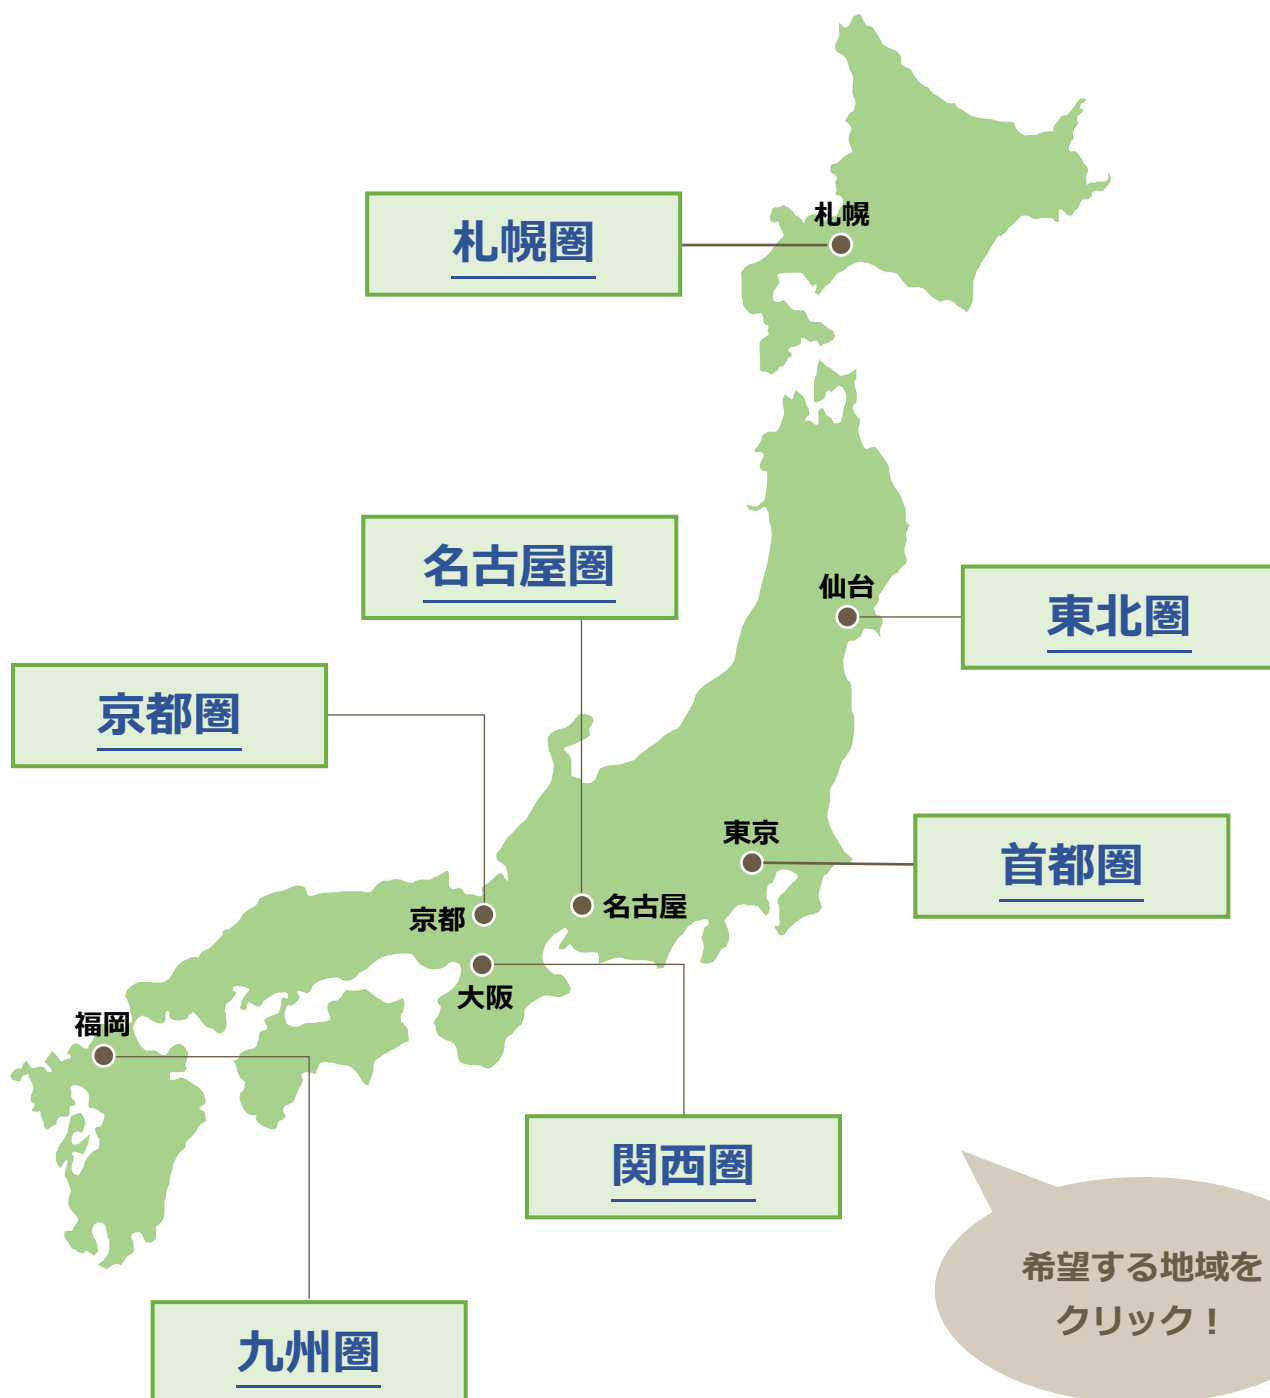 札幌
札幌圏
名古屋圏
仙台
東北圏
京都圏
東京
首都圏
京都
名古屋
大阪
福岡
関西圏
希望する地域を
クリック！
九州圏